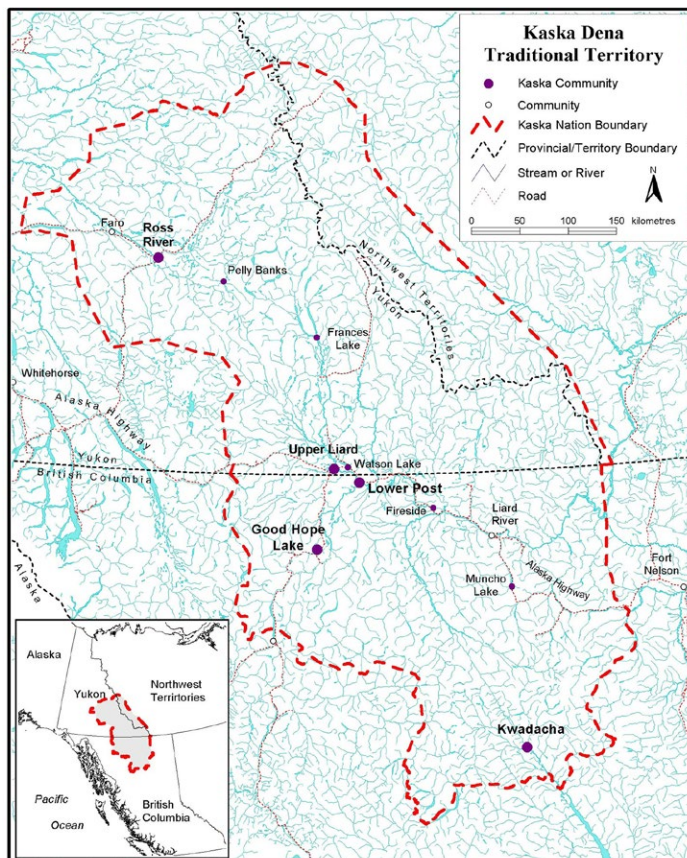 Kaska Dena
Traditional Territory
Kaska Community
Community
Kaska Nation Boundary
Provincial/Territory Boundary
Stream or River
Road
N
0 25 50 100 150 kilometres
Faro
Ross
River
Pelly Banks
Northwest Territories
Yukon
Frances
Lake
Whitehorse
Alaska Highway
Upper Liard
Watson Lake
Yukon
British Columbia
Lower Post
Fireside
Liard
River
Good Hope
Lake
Fort
Nelson
Alaska Highway
Muncho
Lake
Alaska
Kwadacha
Alaska
Yukon
Northwest
Territories
Pacific
Ocean
British
Columbia